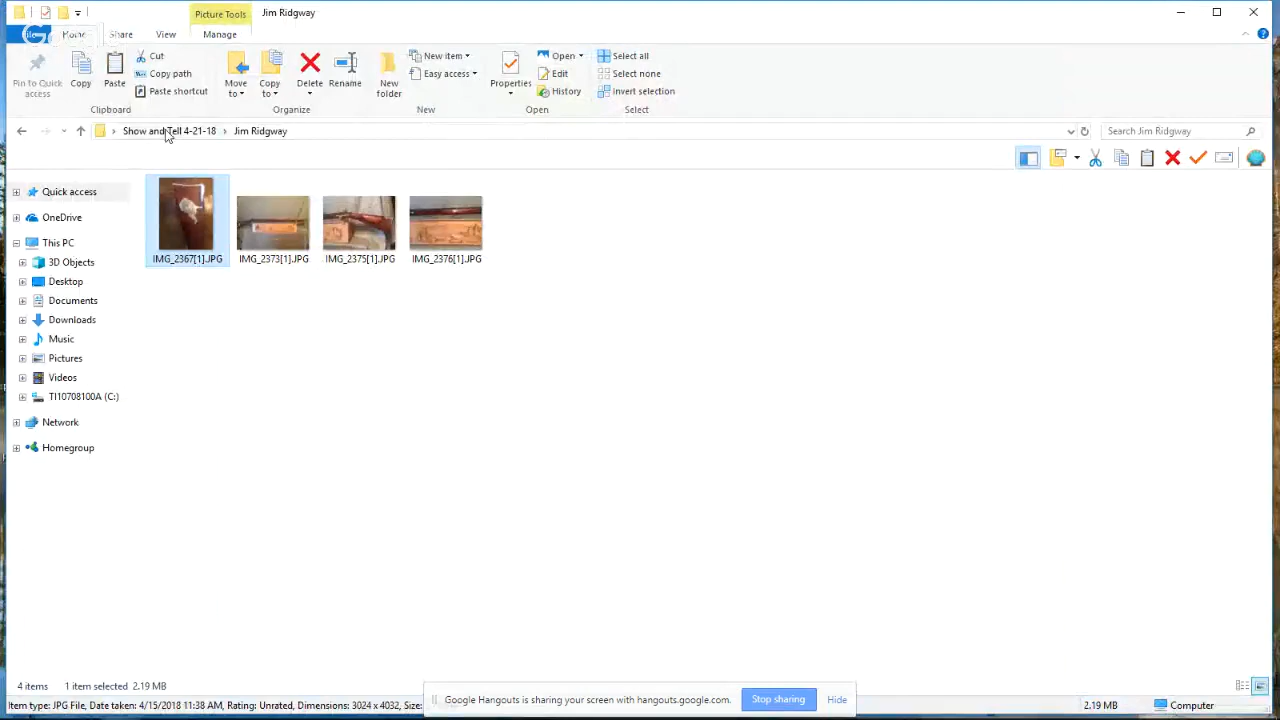 Picture Tools Jim Ridgway
File Home Share View Manage
Pin to Quick access
Copy
Paste
Cut
Copy path
Paste shortcut
Clipboard
Move to
Copy to
Delete
Rename
Organize
New folder
New item
Easy access
New
Properties
Open
Edit
History
Open
Select all
Select none
Invert selection
Select
Show and Tell 4-21-18 Jim Ridgway
Search Jim Ridgway
Quick access
OneDrive
This PC
3D Objects
Desktop
Documents
Downloads
Music
Pictures
Videos
TI10708100A (C:)
Network
Homegroup
IMG_2367[1].JPG
IMG_2373[1].JPG
IMG_2375[1].JPG
IMG_2376[1].JPG
4 items 1 item selected 2.19 MB
Item type: JPG File, Date taken: 4/15/2018 11:38 AM, Rating: Unrated, Dimensions: 3024 x 4032, Size:
Google Hangouts is sharing your screen with hangouts.google.com.
Stop sharing
Hide
2.19 MB
Computer